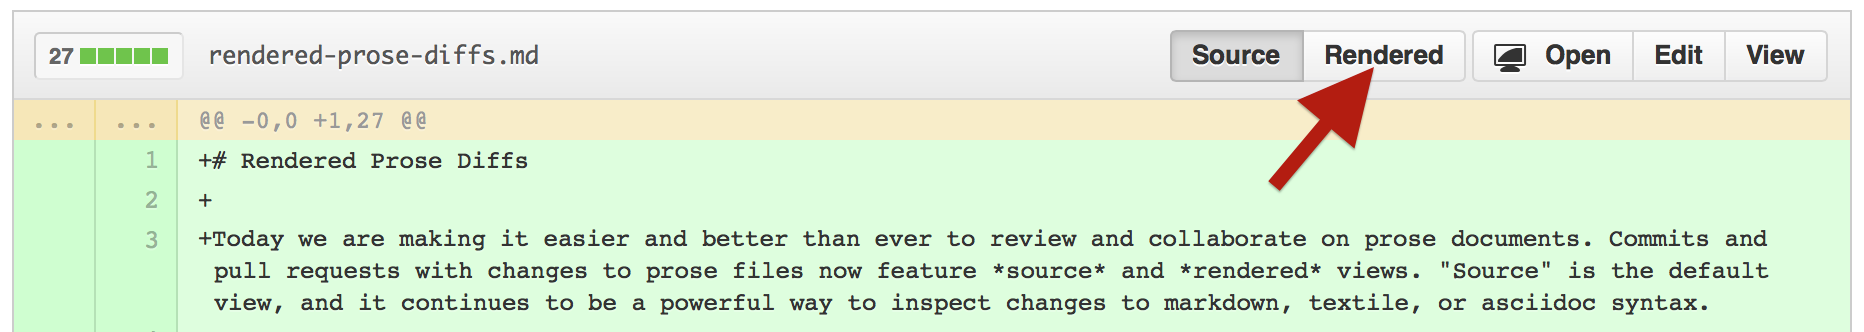 27 rendered-prose-diffs.md Source Rendered Open Edit View
... ... @@ -0,0 +1,27 @@
1 +# Rendered Prose Diffs
2 +
3 +Today we are making it easier and better than ever to review and collaborate on prose documents. Commits and
pull requests with changes to prose files now feature *source* and *rendered* views. "Source" is the default
view, and it continues to be a powerful way to inspect changes to markdown, textile, or asciidoc syntax.